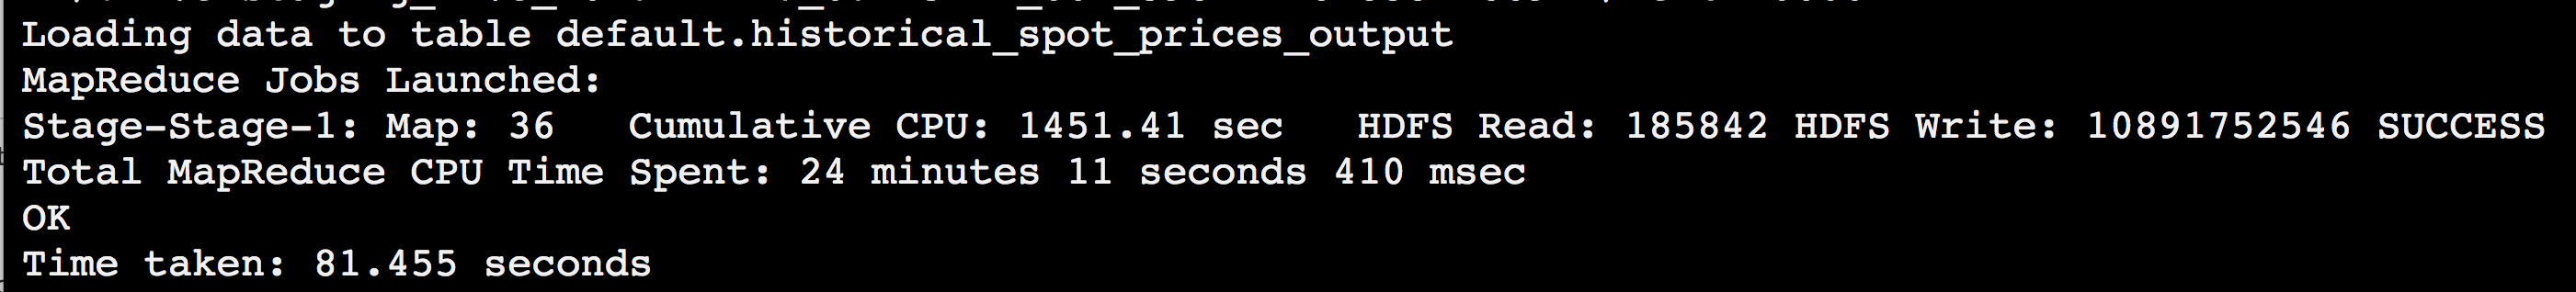 Loading data to table default.historical_spot_prices_output
MapReduce Jobs Launched:
Stage-Stage-1: Map: 36   Cumulative CPU: 1451.41 sec   HDFS Read: 185842 HDFS Write: 10891752546 SUCCESS
Total MapReduce CPU Time Spent: 24 minutes 11 seconds 410 msec
OK
Time taken: 81.455 seconds